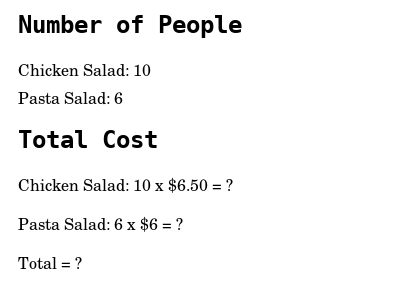 Number of People
Chicken Salad: 10
Pasta Salad: 6
Total Cost
Chicken Salad: 10 x $6.50 = ?
Pasta Salad: 6 x $6 = ?
Total = ?